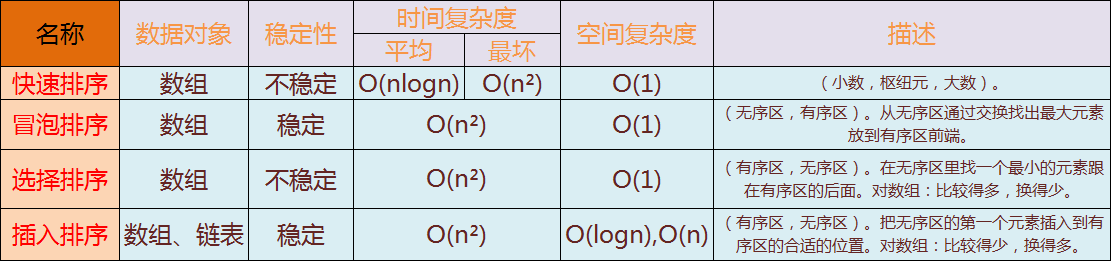 名称 数据对象 稳定性 时间复杂度 空间复杂度 描述
平均 最坏
快速排序 数组 不稳定 O(nlogn) O(n²) O(1) (小数，枢纽元，大数)。
冒泡排序 数组 稳定 O(n²) O(1) (无序区，有序区)。从无序区通过交换找出最大元素
放到有序区前端。
选择排序 数组 不稳定 O(n²) O(1) (有序区，无序区)。在无序区里找一个最小的元素跟
在有序区的后面。对数组：比较得多，换得少。
插入排序 数组、链表 稳定 O(n²) O(logn),O(n) (有序区，无序区)。把无序区的第一个元素插入到有
序区的合适的位置。对数组：比较得少，换得多。